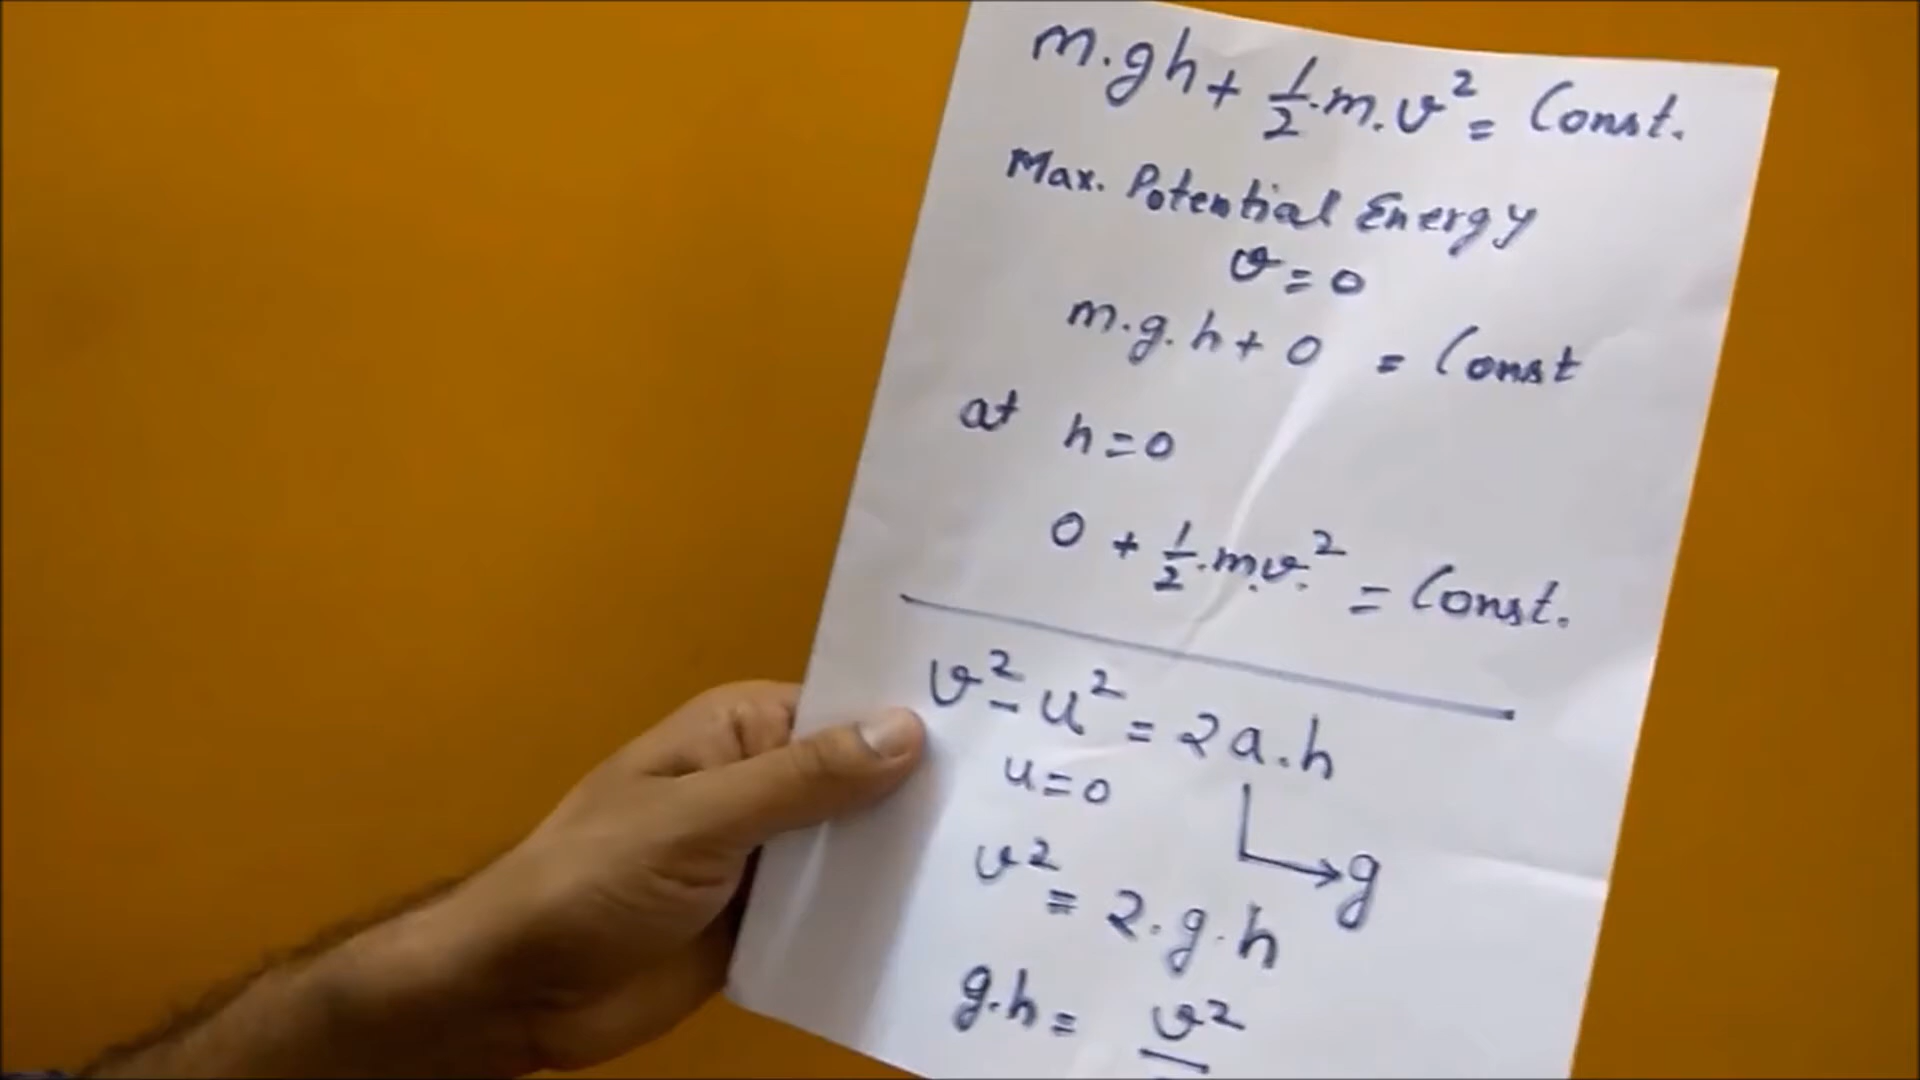 m.gh + 1/2.m.v² = Const.
Max. Potential Energy
v = 0
m.g.h + 0 = Const
at h = 0
0 + 1/2.m.v.² = Const.
v² - u² = 2a.h
u = 0
g
v² = 2.g.h
g.h = v²